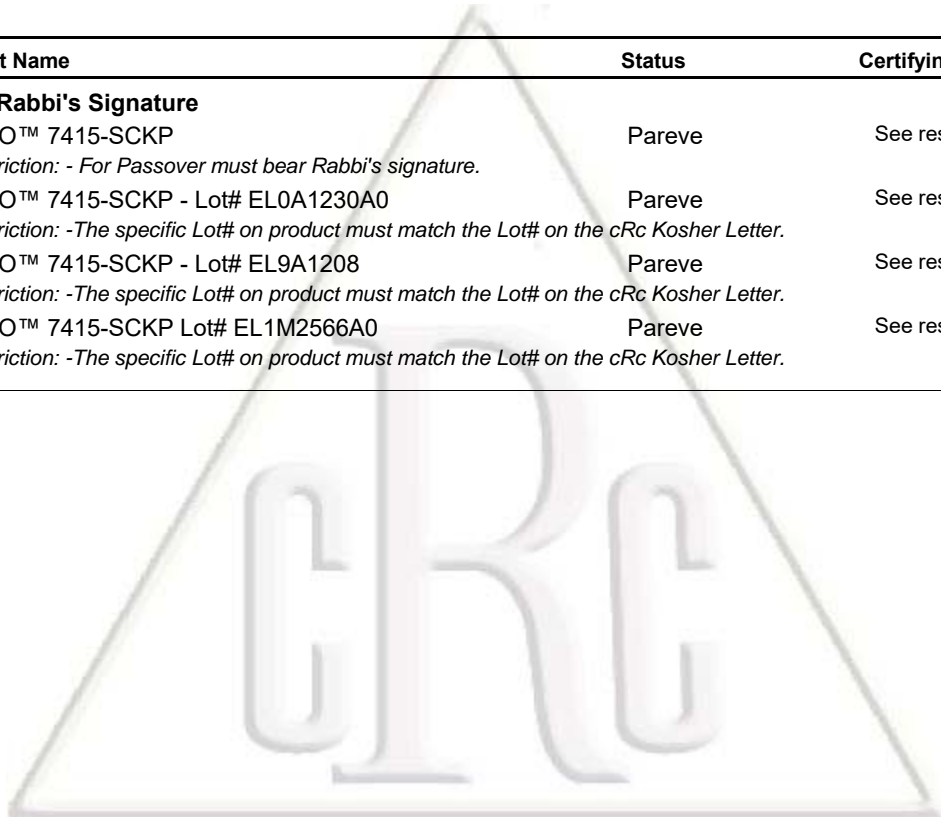 t Name Status Certifyin
Rabbi's Signature
O™ 7415-SCKP Pareve See res
riction: - For Passover must bear Rabbi's signature.
O™ 7415-SCKP - Lot# EL0A1230A0 Pareve See res
riction: -The specific Lot# on product must match the Lot# on the cRc Kosher Letter.
O™ 7415-SCKP - Lot# EL9A1208 Pareve See res
riction: -The specific Lot# on product must match the Lot# on the cRc Kosher Letter.
O™ 7415-SCKP Lot# EL1M2566A0 Pareve See res
riction: -The specific Lot# on product must match the Lot# on the cRc Kosher Letter.
cRc